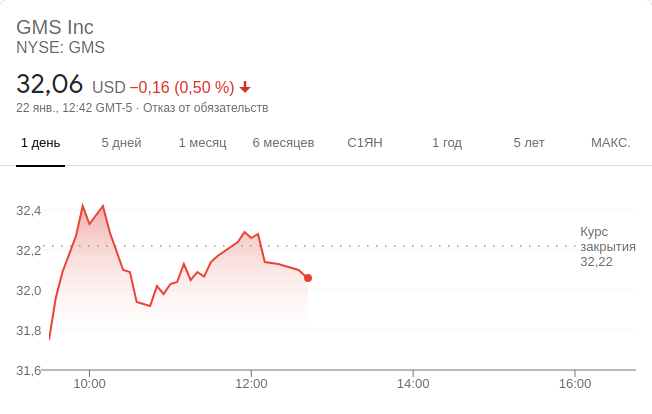 GMS Inc
NYSE: GMS
32,06 USD −0,16 (0,50 %)
22 янв., 12:42 GMT-5 · Отказ от обязательств
1 день 5 дней 1 месяц 6 месяцев С1ЯН 1 год 5 лет МАКС.
32,4
32,2
32,0
31,8
31,6
Курс
закрытия
32,22
10:00 12:00 14:00 16:00